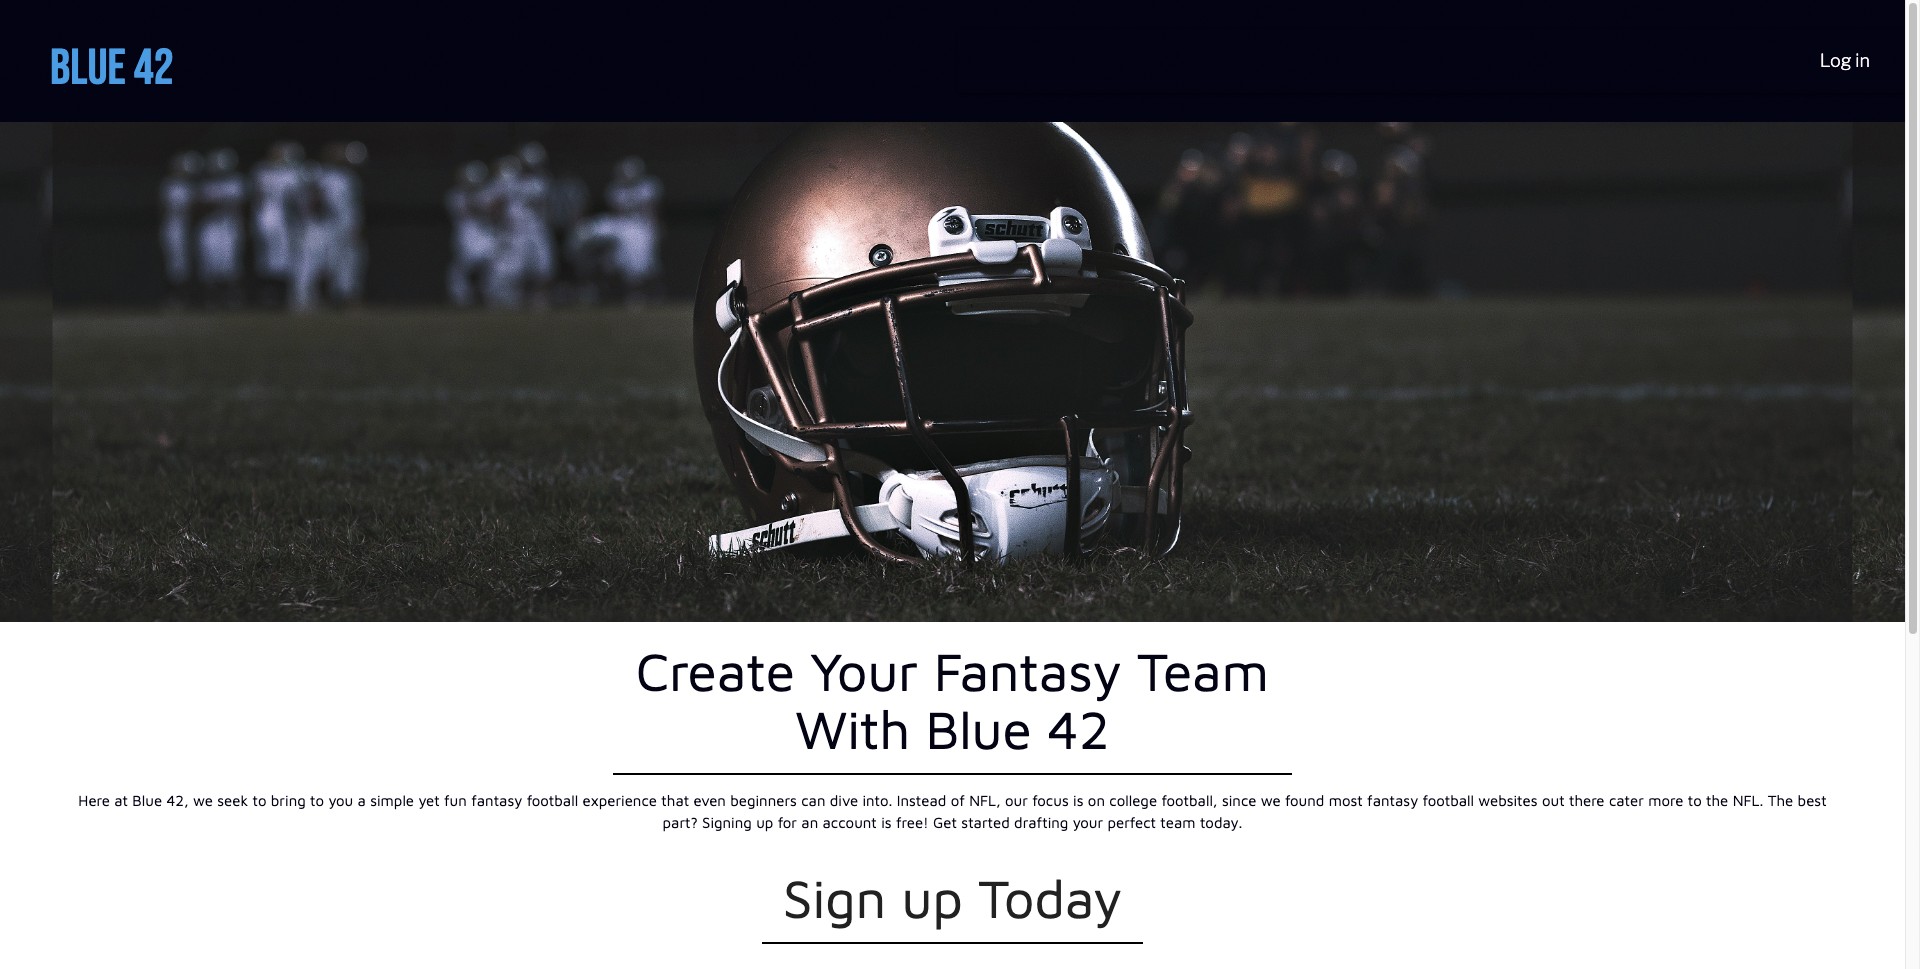 BLUE 42
Log in
schutt
schutt
schutt
Create Your Fantasy Team
With Blue 42
Here at Blue 42, we seek to bring to you a simple yet fun fantasy football experience that even beginners can dive into. Instead of NFL, our focus is on college football, since we found most fantasy football websites out there cater more to the NFL. The best
part? Signing up for an account is free! Get started drafting your perfect team today.
Sign up Today